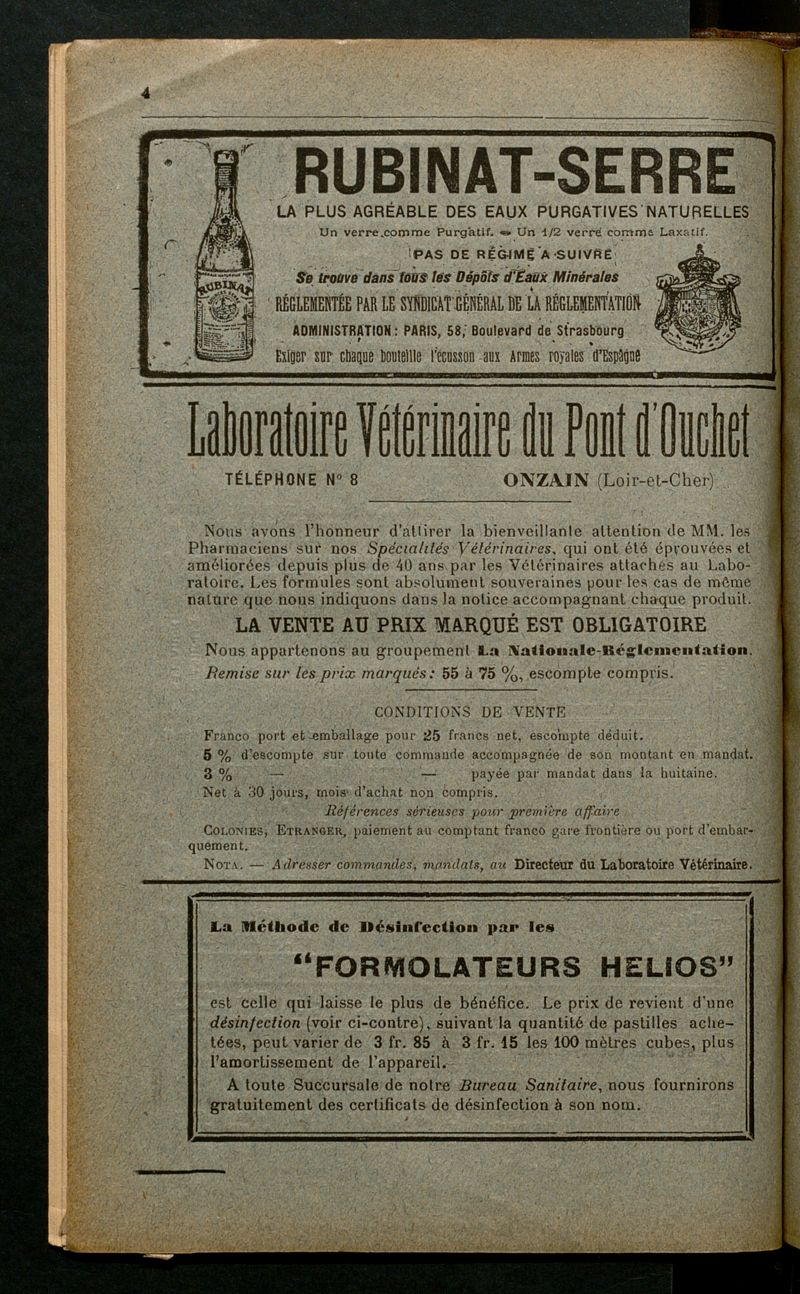 4
RUBINAT-SERRE
LA PLUS AGRÉABLE DES EAUX PURGATIVES NATURELLES
Un verre comme Purgatif. Un 1/2 verre comme Laxatif.
PAS DE RÉGIME A SUIVRE
Se trouve dans tous les Dépôts d'Eaux Minérales
RUBINAT
RÉGLEMENTÉE PAR LE SYNDICAT GÉNÉRAL DE LA RÉGLEMENTATION
ADMINISTRATION : PARIS, 58, Boulevard de Strasbourg
Exiger sur chaque bouteille l'écusson aux Armes royales d'Espagne
Laboratoire Vétérinaire du Pont d'Ouchet
TÉLÉPHONE N° 8 ONZAIN (Loir-et-Cher)
Nous avons l'honneur d'attirer la bienveillante attention de MM. les
Pharmaciens sur nos Spécialités Vétérinaires, qui ont été éprouvées et
améliorées depuis plus de 40 ans par les Vétérinaires attachés au Labo-
ratoire. Les formules sont absolument souveraines pour les cas de même
nature que nous indiquons dans la notice accompagnant chaque produit.
LA VENTE AU PRIX MARQUÉ EST OBLIGATOIRE
Nous appartenons au groupement La Nationale-Réglementation.
Remise sur les prix marqués : 55 à 75 %, escompte compris.
CONDITIONS DE VENTE
Franco port et emballage pour 25 francs net, escompte déduit.
5 % d'escompte sur toute commande accompagnée de son montant en mandat.
3 % — — payée par mandat dans la huitaine.
Net à 30 jours, mois d'achat non compris.
Références sérieuses pour première affaire
COLONIES, ETRANGER, paiement au comptant franco gare frontière ou port d'embar-
quement.
NOTA. — Adresser commandes, mandats, au Directeur du Laboratoire Vétérinaire.
La Méthode de Désinfection par les
"FORMOLATEURS HELIOS"
est celle qui laisse le plus de bénéfice. Le prix de revient d'une
désinfection (voir ci-contre), suivant la quantité de pastilles ache-
tées, peut varier de 3 fr. 85 à 3 fr. 15 les 100 mètres cubes, plus
l'amortissement de l'appareil.
A toute Succursale de notre Bureau Sanitaire, nous fournirons
gratuitement des certificats de désinfection à son nom.